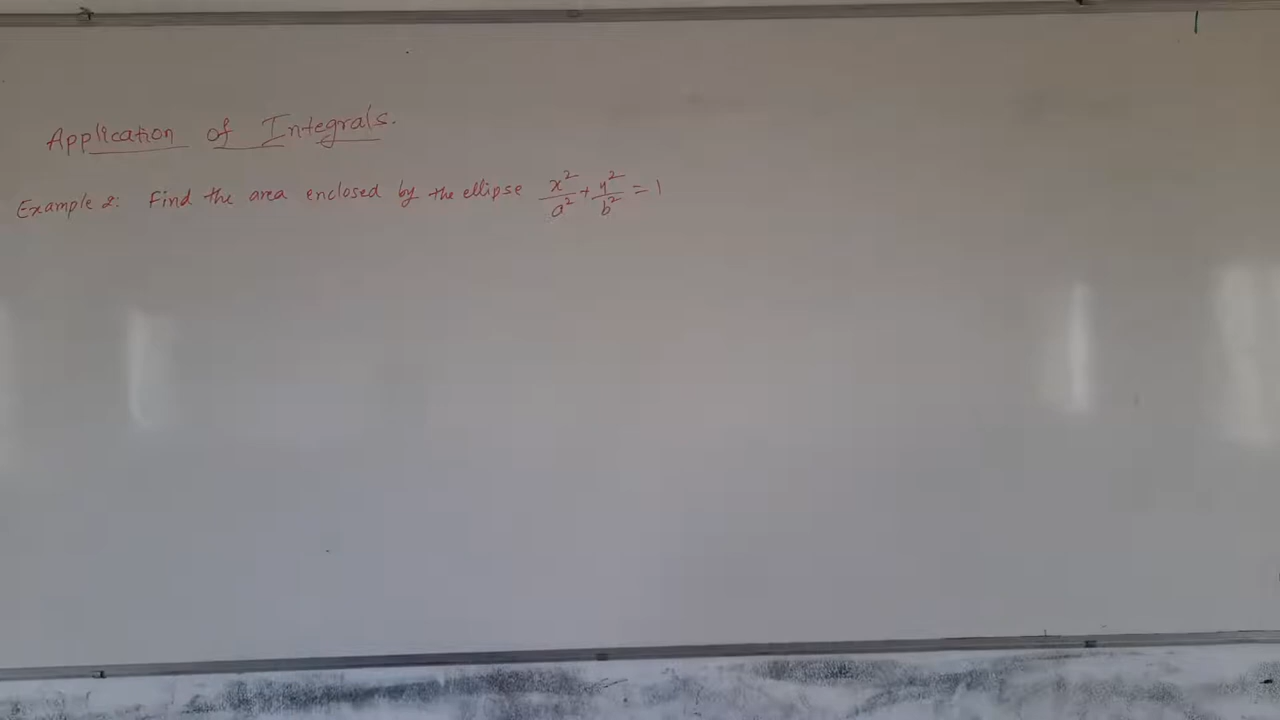 Application of Integrals.
Example 2: Find the area enclosed by the ellipse x²/a² + y²/b² = 1